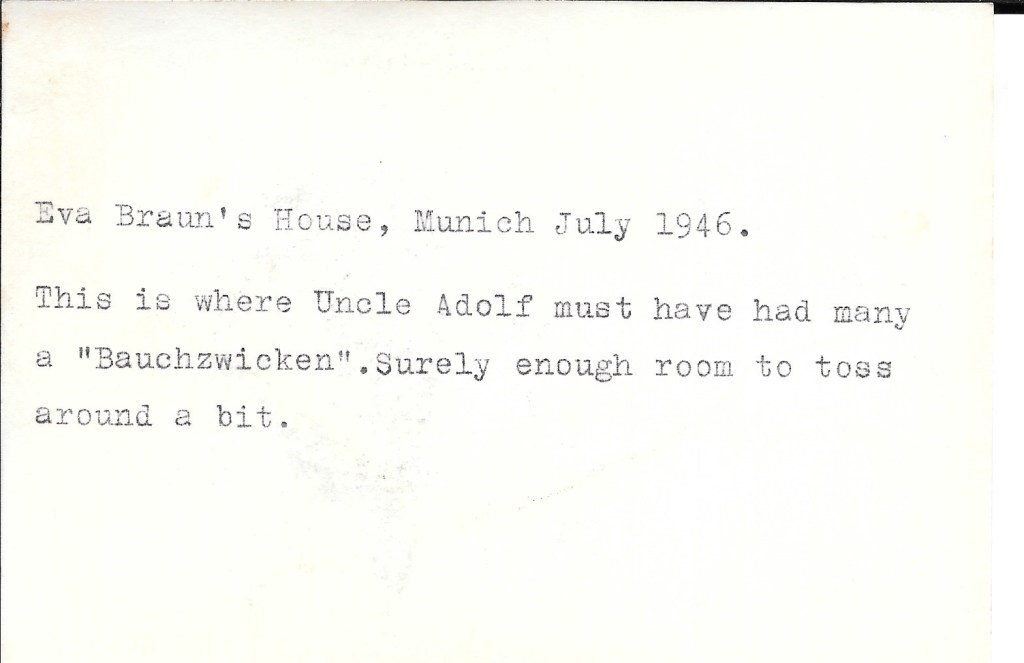 Eva Braun's House, Munich July 1946.
This is where Uncle Adolf must have had many
a "Bauchzwicken".Surely enough room to toss
around a bit.